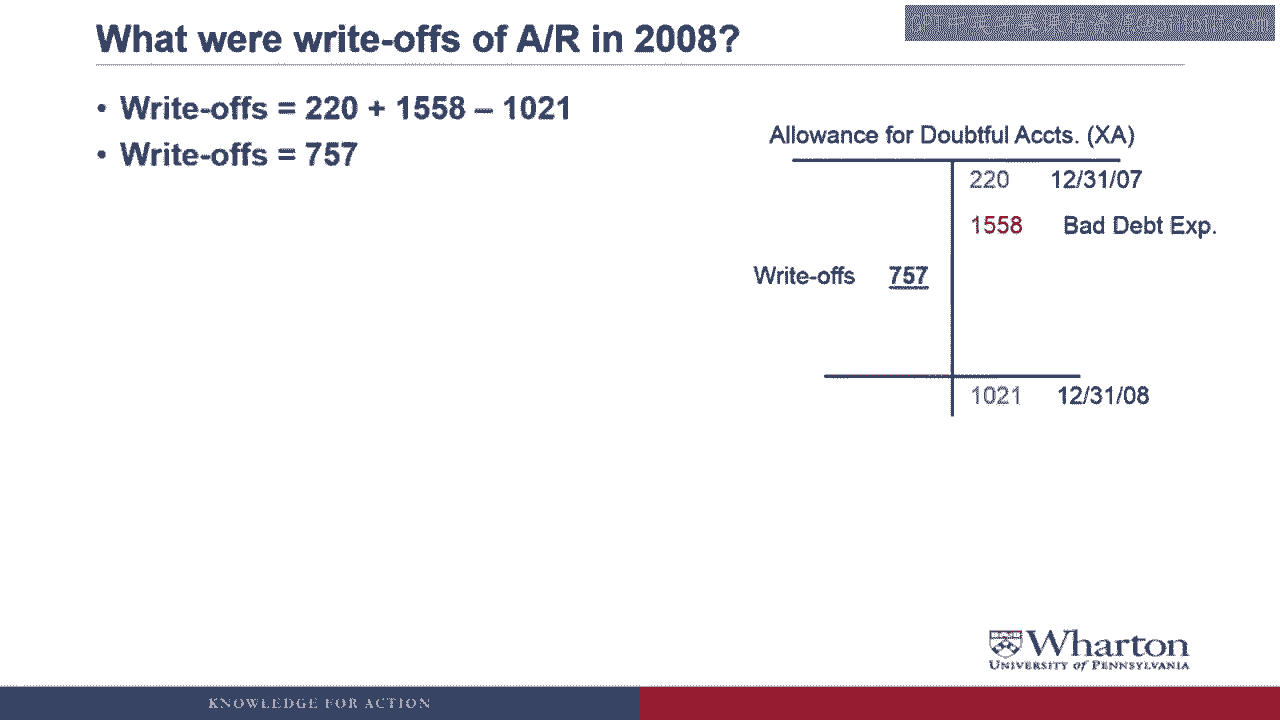 What were write-offs of A/R in 2008?
• Write-offs = 220 + 1558 – 1021
• Write-offs = 757
Allowance for Doubtful Accts. (XA)
220 12/31/07
1558 Bad Debt Exp.
Write-offs 757
1021 12/31/08
Wharton
UNIVERSITY of PENNSYLVANIA
KNOWLEDGE FOR ACTION